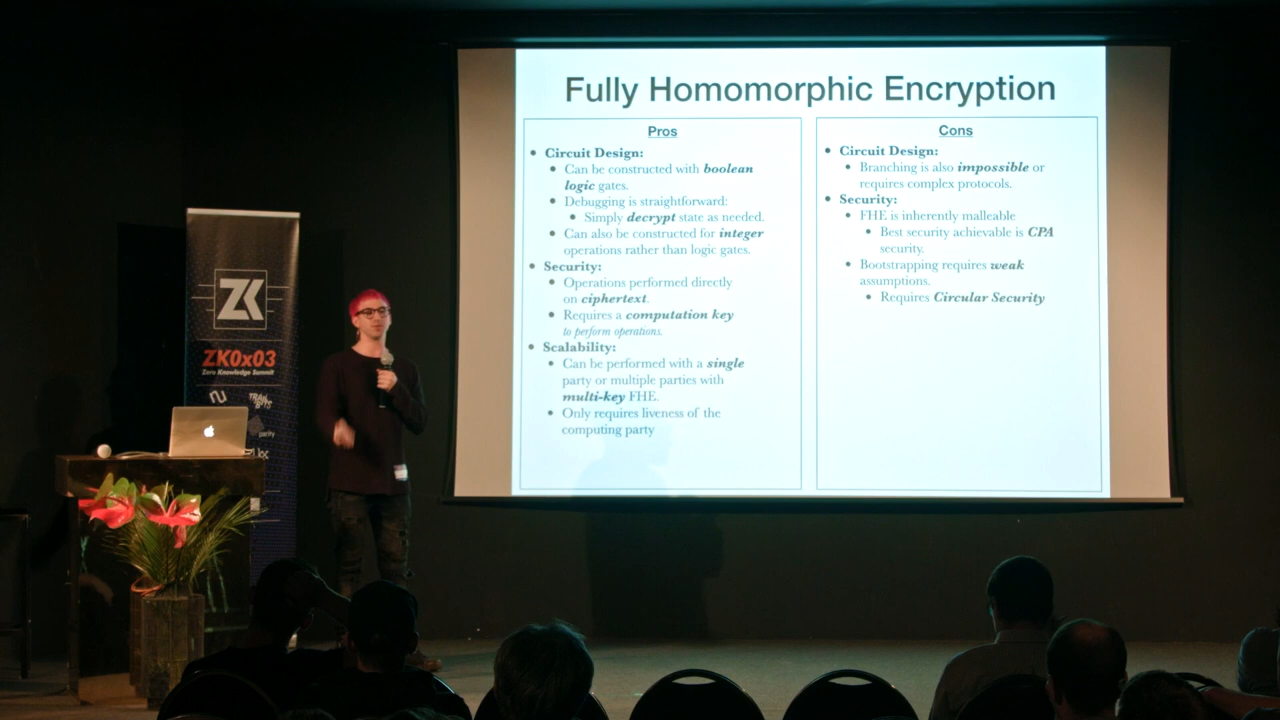 Fully Homomorphic Encryption
Pros
Circuit Design:
Can be constructed with boolean
logic gates.
Debugging is straightforward:
Simply decrypt state as needed.
Can also be constructed for integer
operations rather than logic gates.
Security:
Operations performed directly
on ciphertext.
Requires a computation key
to perform operations.
Scalability:
Can be performed with a single
party or multiple parties with
multi-key FHE.
Only requires liveness of the
computing party
Cons
Circuit Design:
Branching is also impossible or
requires complex protocols.
Security:
FHE is inherently malleable
Best security achievable is CPA
security.
Bootstrapping requires weak
assumptions.
Requires Circular Security
ZK
ZK0x03
Zero Knowledge Summit
parity